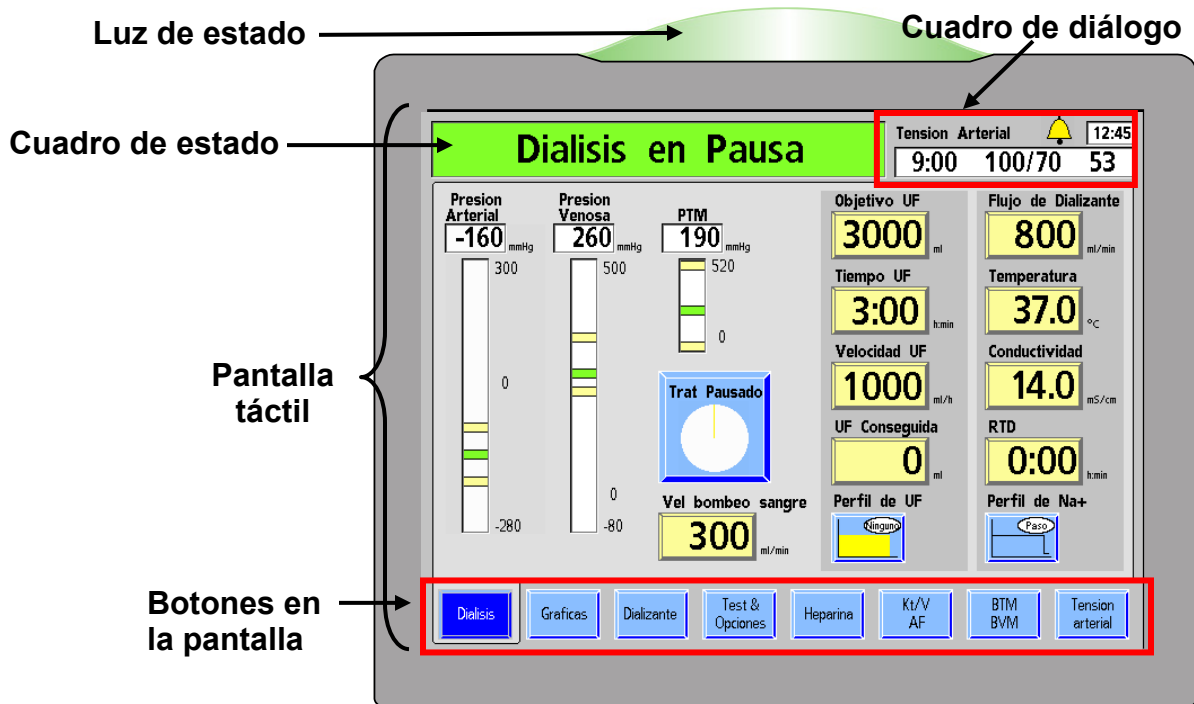 Luz de estado
Cuadro de diálogo
Cuadro de estado
Dialisis en Pausa
Tension Arterial
12:45
9:00 100/70 53
Presion
Arterial
-160 mmHg
300
0
-280
Presion
Venosa
260 mmHg
500
0
-80
PTM
190 mmHg
520
0
Trat Pausado
Vel bombeo sangre
300 ml/min
Objetivo UF
3000 ml
Tiempo UF
3:00 h:min
Velocidad UF
1000 ml/h
UF Conseguida
0 ml
Perfil de UF
Ninguno
Flujo de Dializante
800 ml/min
Temperatura
37.0 °C
Conductividad
14.0 mS/cm
RTD
0:00 h:min
Perfil de Na+
Paso
Pantalla
táctil
Botones en
la pantalla
Dialisis
Graficas
Dializante
Test &
Opciones
Heparina
Kt/V
AF
BTM
BVM
Tension
arterial